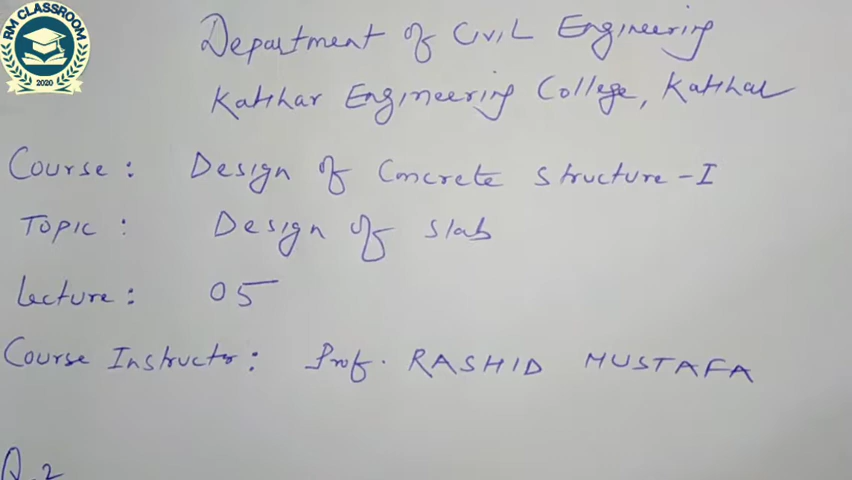 RM CLASSROOM
2020
Department of Civil Engineering
Katihar Engineering College, Katihar
Course: Design of Concrete Structure-I
Topic: Design of Slab
Lecture: 05
Course Instructor: Prof. RASHID MUSTAFA
Q.2